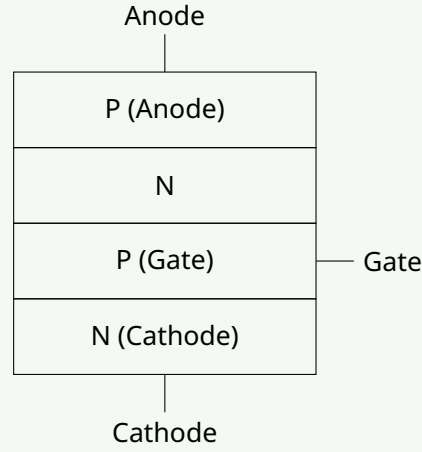 Anode
P (Anode)
N
P (Gate)
Gate
N (Cathode)
Cathode